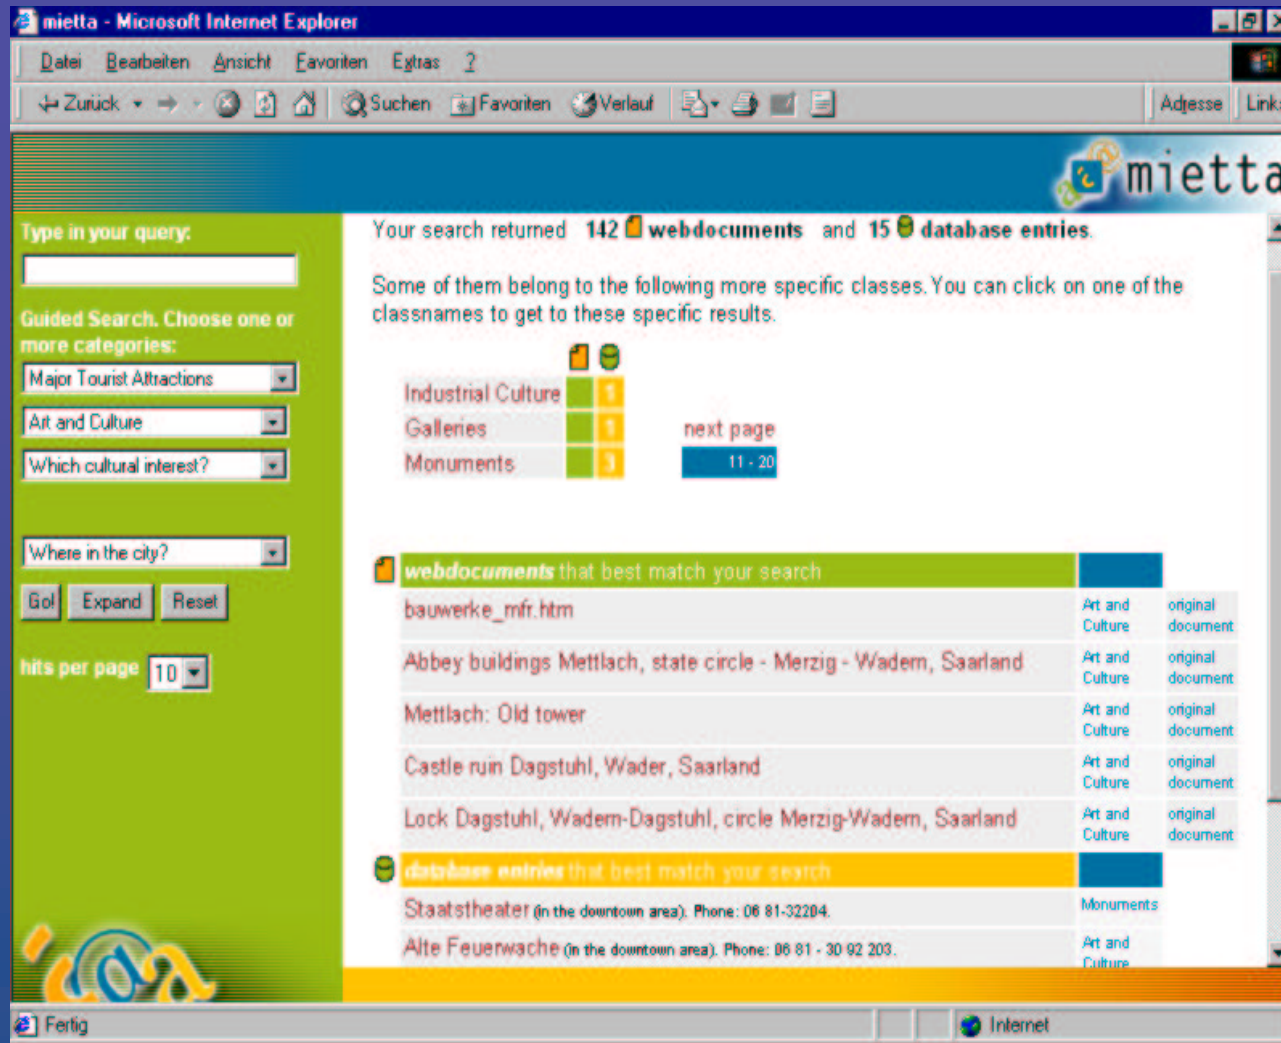 mietta - Microsoft Internet Explorer
Datei Bearbeiten Ansicht Favoriten Extras ?
Zurück Suchen Favoriten Verlauf Adresse Links
mietta
Type in your query:
Guided Search. Choose one or
more categories:
Major Tourist Attractions
Art and Culture
Which cultural interest?
Where in the city?
Go! Expand Reset
hits per page 10
Your search returned 142 webdocuments and 15 database entries.
Some of them belong to the following more specific classes. You can click on one of the
classnames to get to these specific results.
Industrial Culture 1
Galleries 1
Monuments 3
next page
11 - 20
webdocuments that best match your search
bauwerke_mfr.htm Art and Culture original document
Abbey buildings Mettlach, state circle - Merzig - Wadern, Saarland Art and Culture original document
Mettlach: Old tower Art and Culture original document
Castle ruin Dagstuhl, Wader, Saarland Art and Culture original document
Lock Dagstuhl, Wadern-Dagstuhl, circle Merzig-Wadern, Saarland Art and Culture original document
database entries that best match your search
Staatstheater (in the downtown area). Phone: 06 81-32204. Monuments
Alte Feuerwache (in the downtown area). Phone: 06 81 - 30 92 203. Art and Culture
Fertig Internet